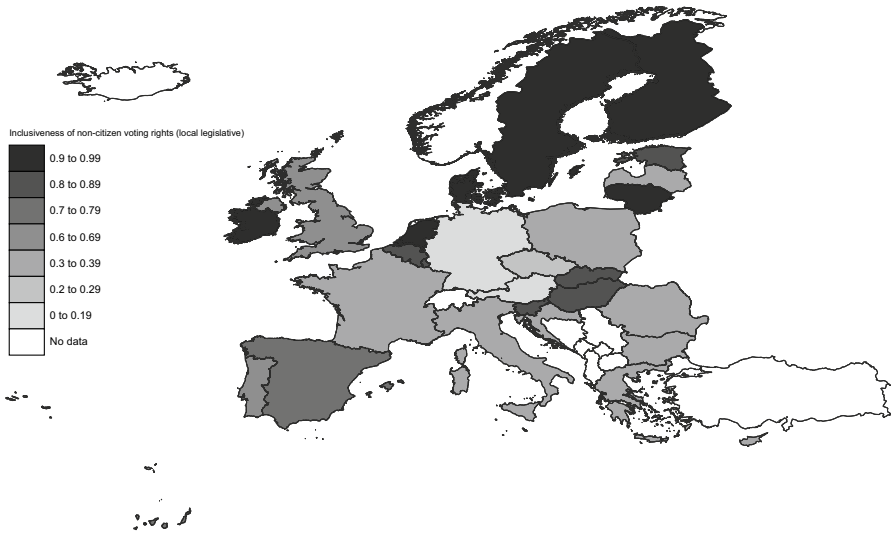 Inclusiveness of non-citizen voting rights (local legislative)
0.9 to 0.99
0.8 to 0.89
0.7 to 0.79
0.6 to 0.69
0.3 to 0.39
0.2 to 0.29
0 to 0.19
No data